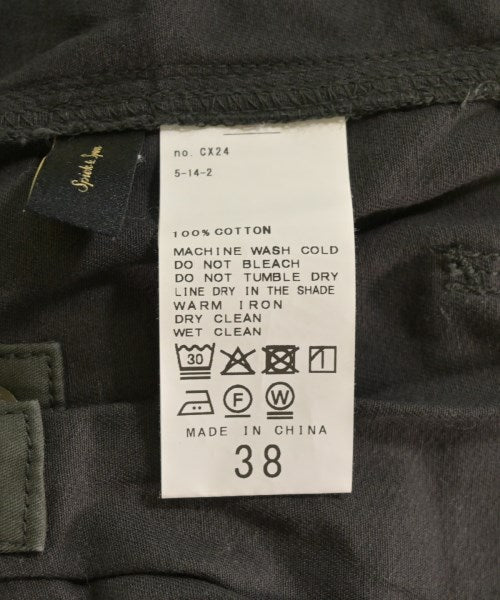 no. CX24
5-14-2
100% COTTON
MACHINE WASH COLD
DO NOT BLEACH
DO NOT TUMBLE DRY
LINE DRY IN THE SHADE
WARM IRON
DRY CLEAN
WET CLEAN
30
F W
MADE IN CHINA
38